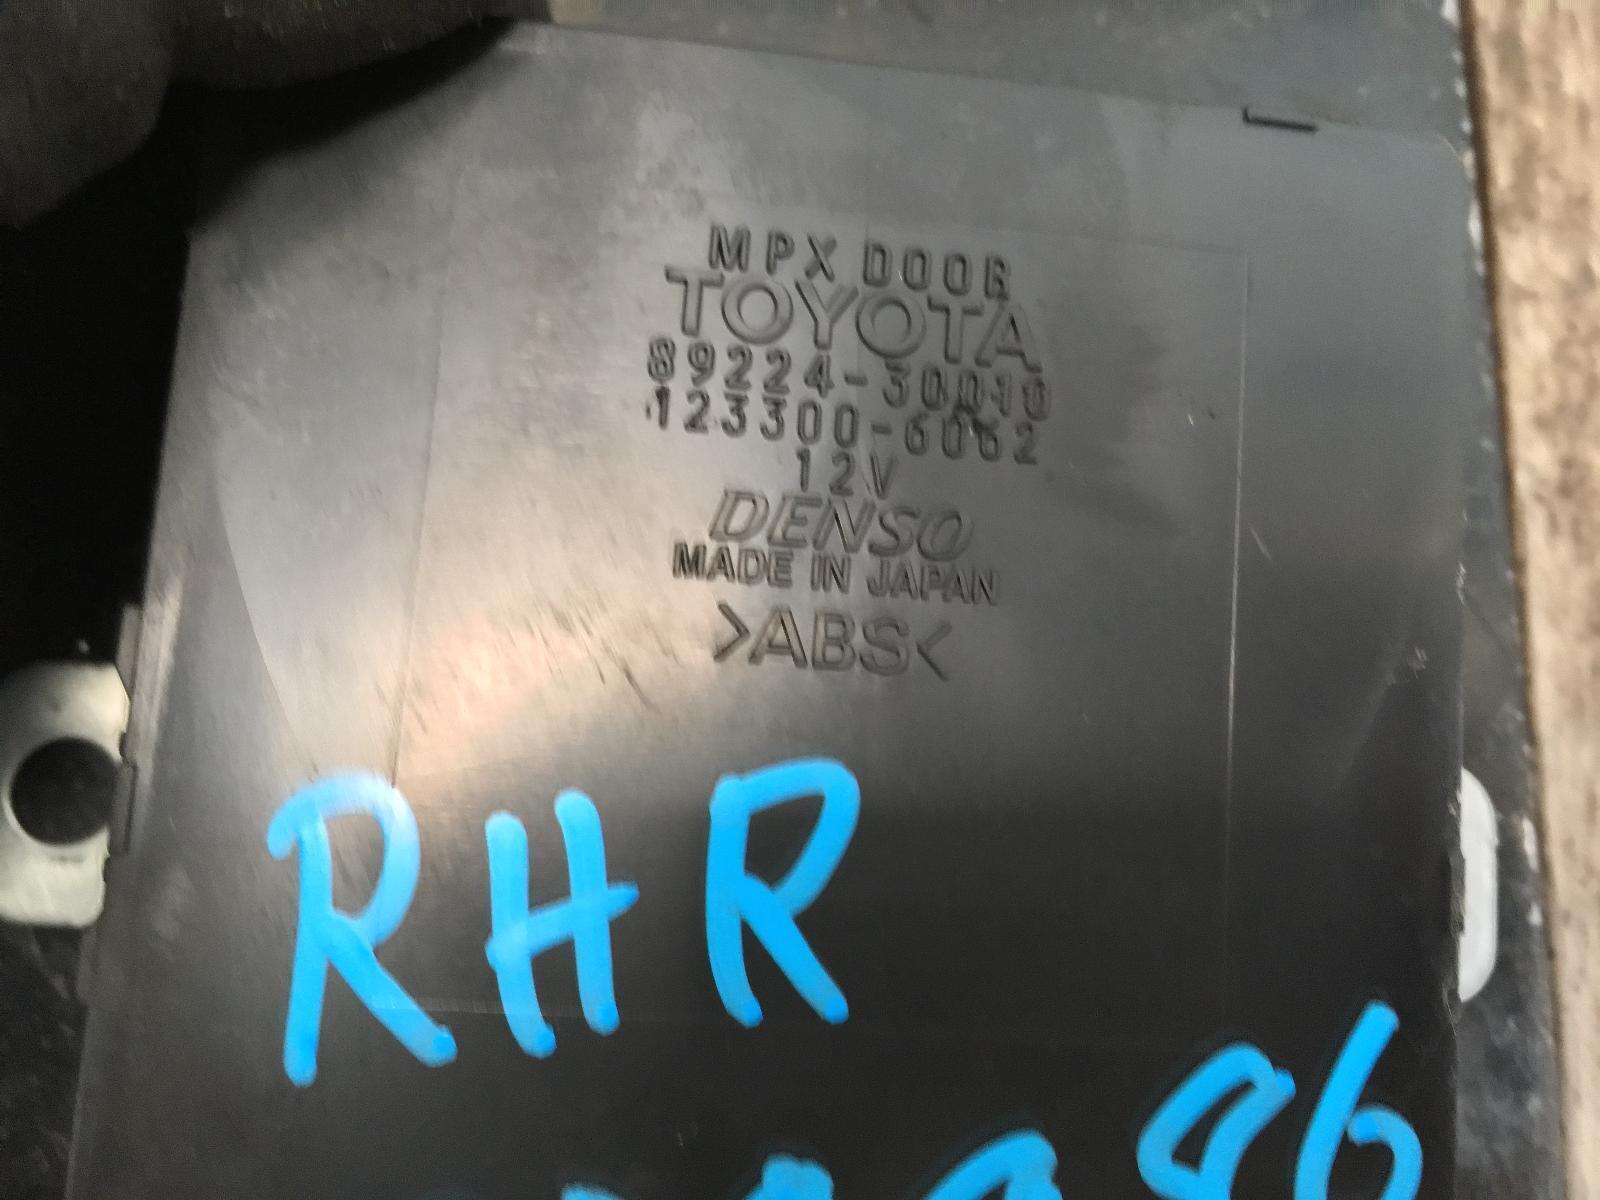 MPX DOOR
TOYOTA
89224-30010
123300-6062
12V
DENSO
MADE IN JAPAN
>ABS<
RHR